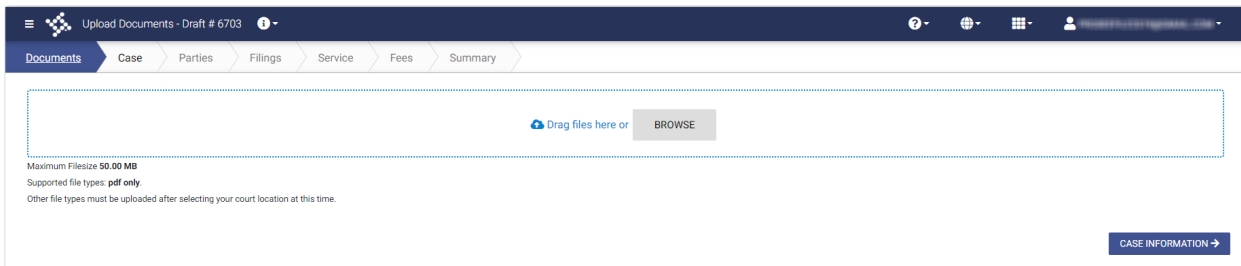 Upload Documents - Draft # 6703
Documents Case Parties Filings Service Fees Summary
Drag files here or BROWSE
Maximum Filesize 50.00 MB
Supported file types: pdf only.
Other file types must be uploaded after selecting your court location at this time.
CASE INFORMATION